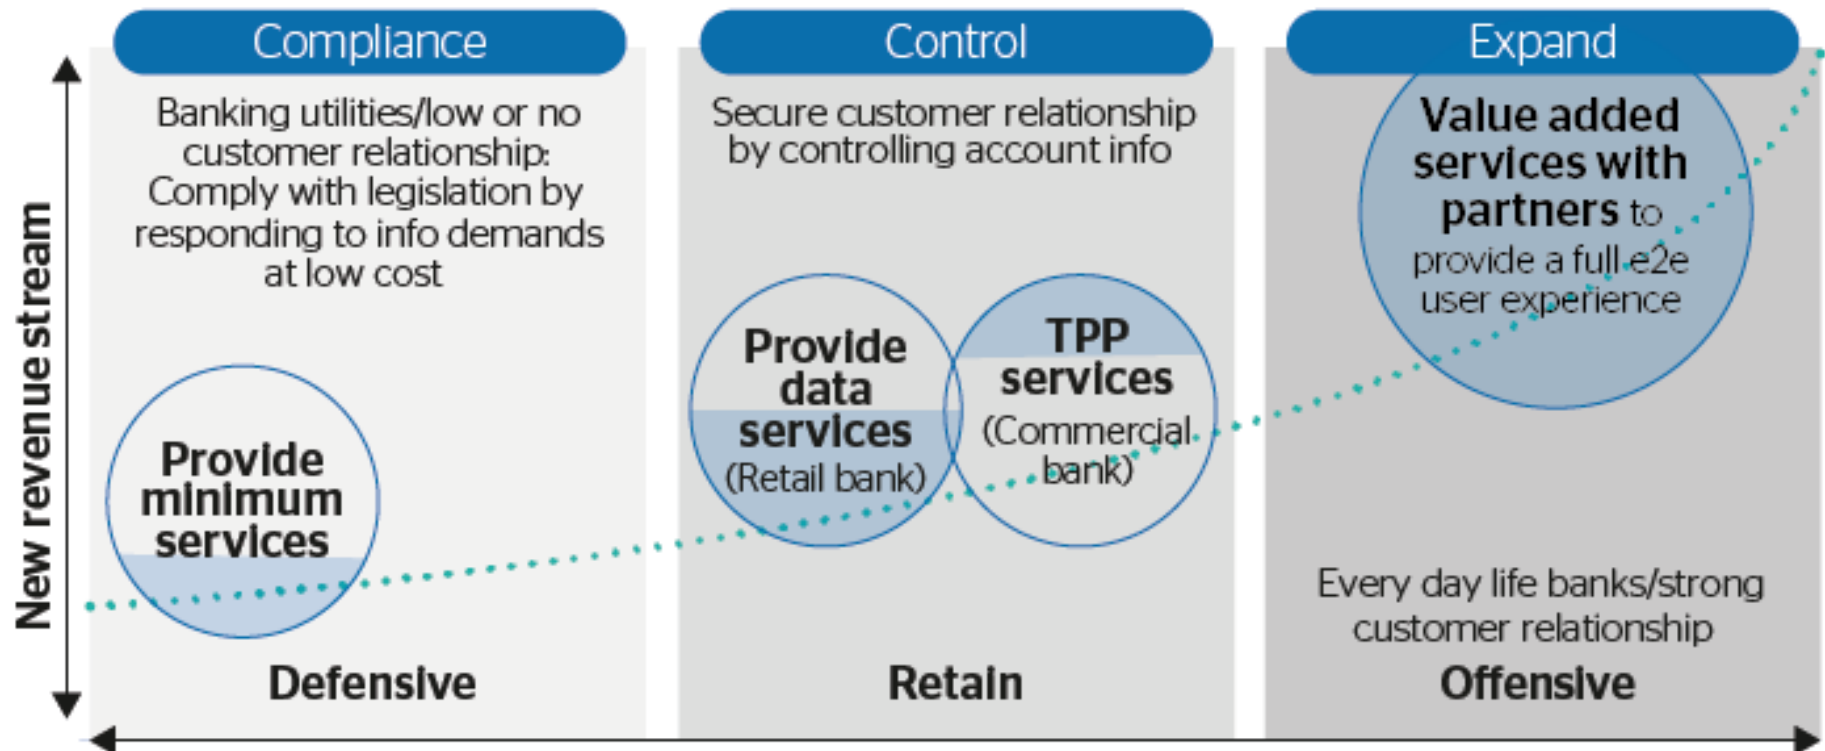 Compliance
Banking utilities/low or no
customer relationship:
Comply with legislation by
responding to info demands
at low cost
Provide
minimum
services
Defensive
Control
Secure customer relationship
by controlling account info
Provide
data
services
(Retail bank)
TPP
services
(Commercial
bank)
Retain
Expand
Value added
services with
partners to
provide a full e2e
user experience
Every day life banks/strong
customer relationship
Offensive
New revenue stream